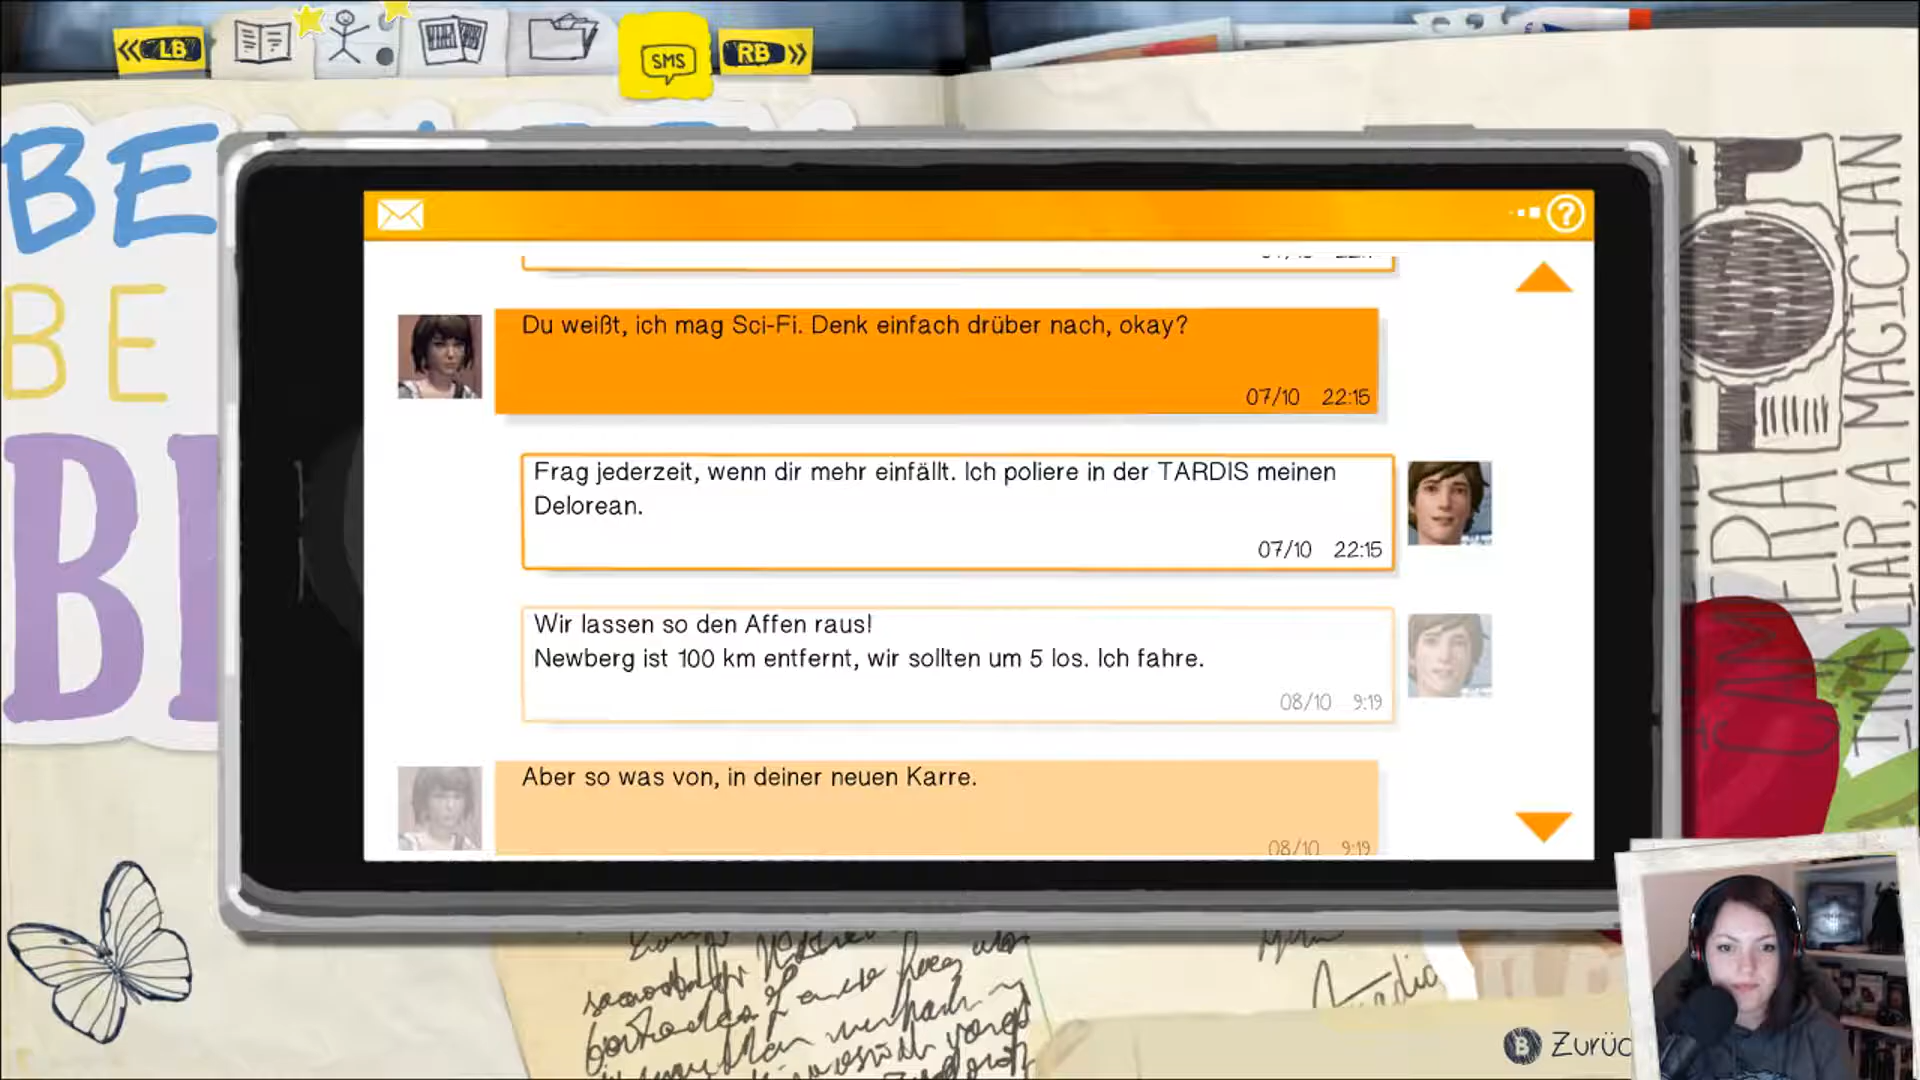 LB
SMS
RB
BE
BE
B
?
Du weißt, ich mag Sci-Fi. Denk einfach drüber nach, okay?
07/10 22:15
Frag jederzeit, wenn dir mehr einfällt. Ich poliere in der TARDIS meinen
Delorean.
07/10 22:15
Wir lassen so den Affen raus!
Newberg ist 100 km entfernt, wir sollten um 5 los. Ich fahre.
08/10 9:19
Aber so was von, in deiner neuen Karre.
08/10 9:19
LIAR, A MAGICIAN
B Zurüc